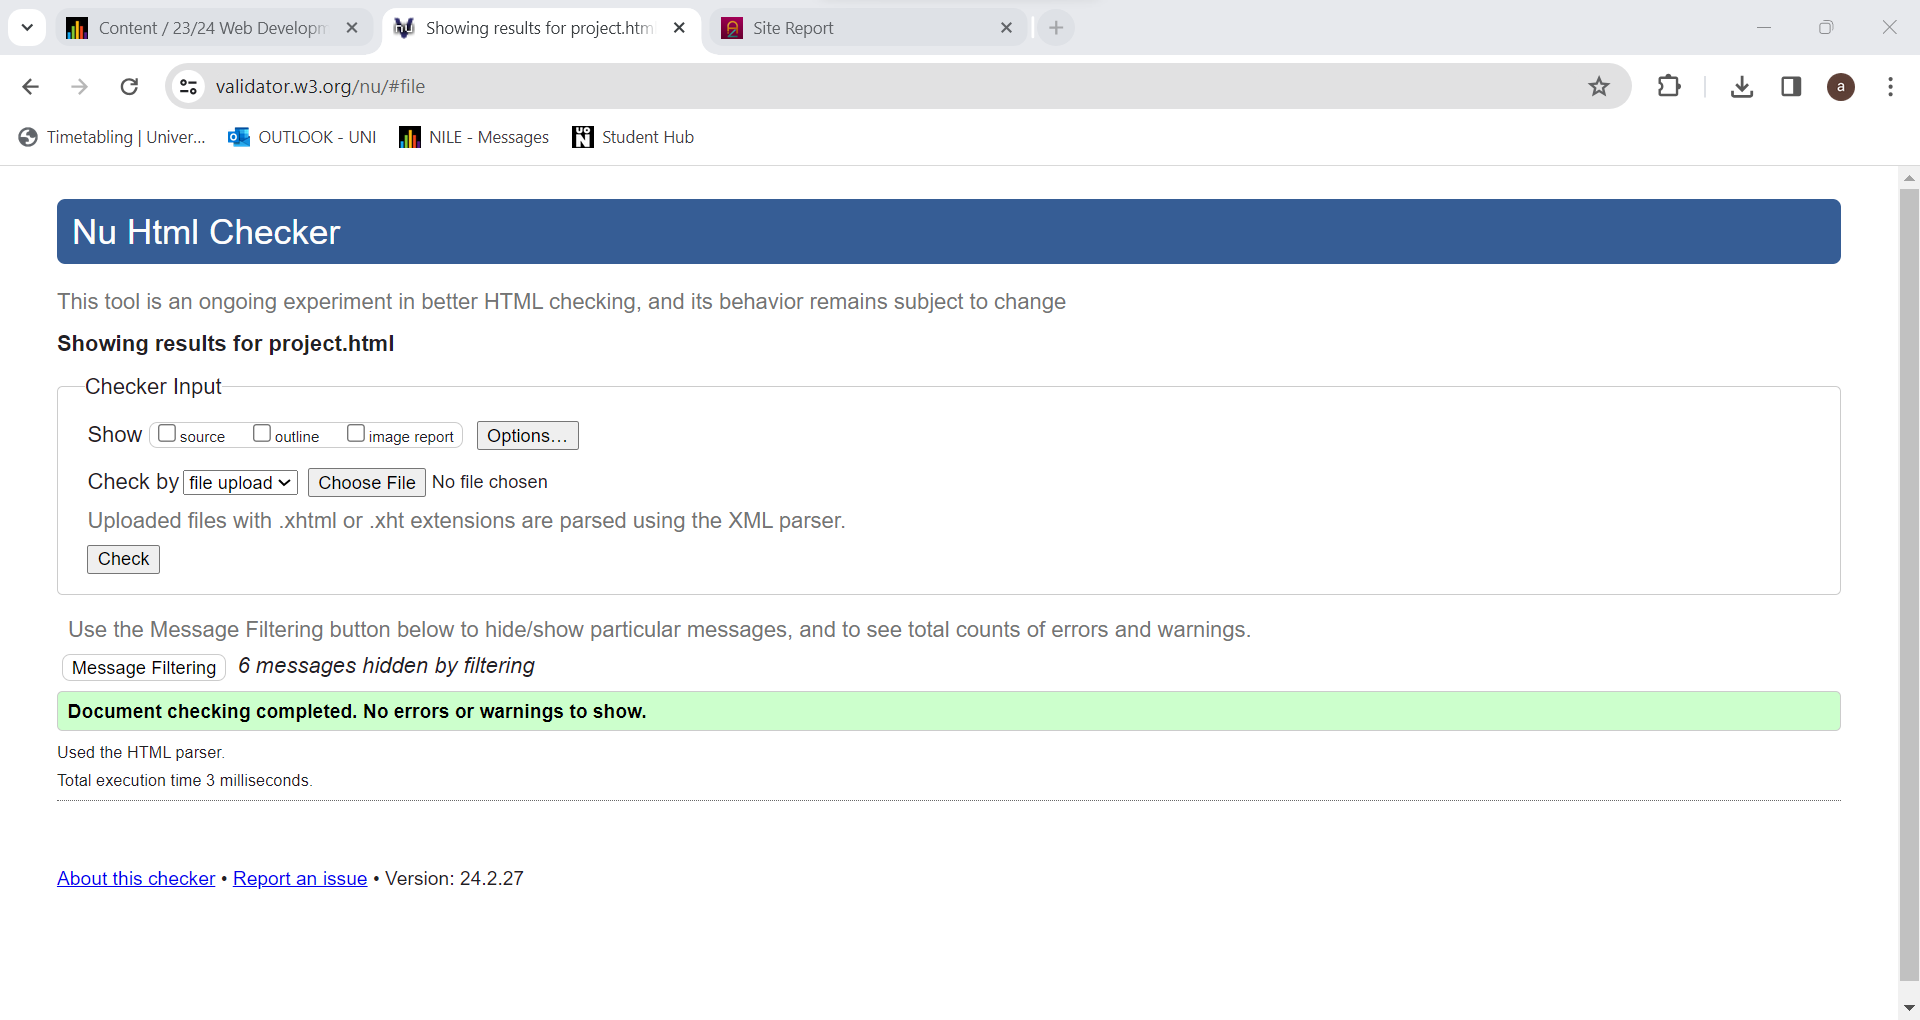 Content / 23/24 Web Developm
Showing results for project.htm
Site Report
validator.w3.org/nu/#file
a
Timetabling | Univer...
OUTLOOK - UNI
NILE - Messages
Student Hub
Nu Html Checker
This tool is an ongoing experiment in better HTML checking, and its behavior remains subject to change
Showing results for project.html
Checker Input
Show source outline image report Options...
Check by file upload Choose File No file chosen
Uploaded files with .xhtml or .xht extensions are parsed using the XML parser.
Check
Use the Message Filtering button below to hide/show particular messages, and to see total counts of errors and warnings.
Message Filtering 6 messages hidden by filtering
Document checking completed. No errors or warnings to show.
Used the HTML parser.
Total execution time 3 milliseconds.
About this checker • Report an issue • Version: 24.2.27